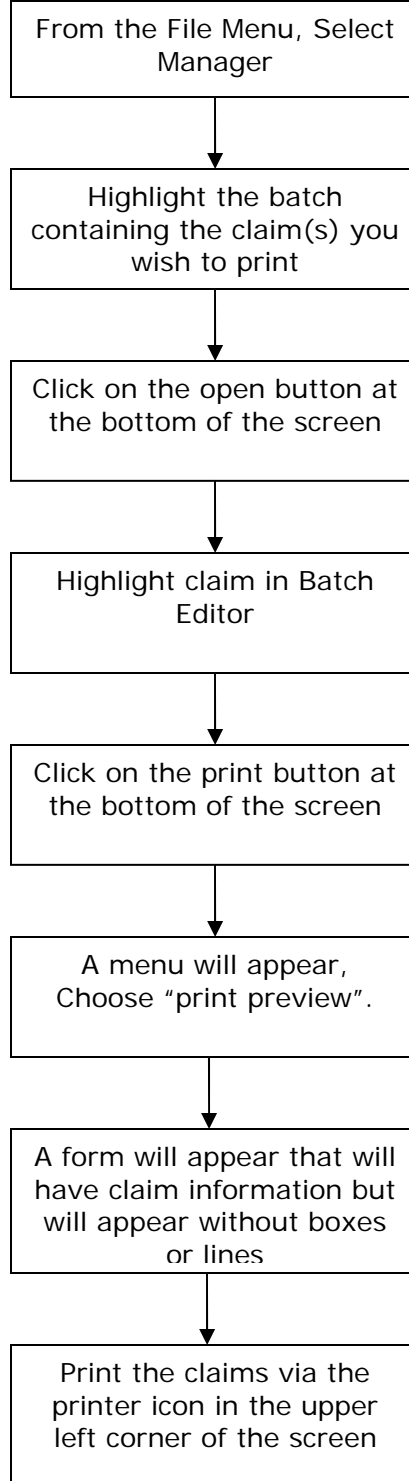 From the File Menu, Select
Manager
Highlight the batch
containing the claim(s) you
wish to print
Click on the open button at
the bottom of the screen
Highlight claim in Batch
Editor
Click on the print button at
the bottom of the screen
A menu will appear,
Choose “print preview”.
A form will appear that will
have claim information but
will appear without boxes
or lines
Print the claims via the
printer icon in the upper
left corner of the screen